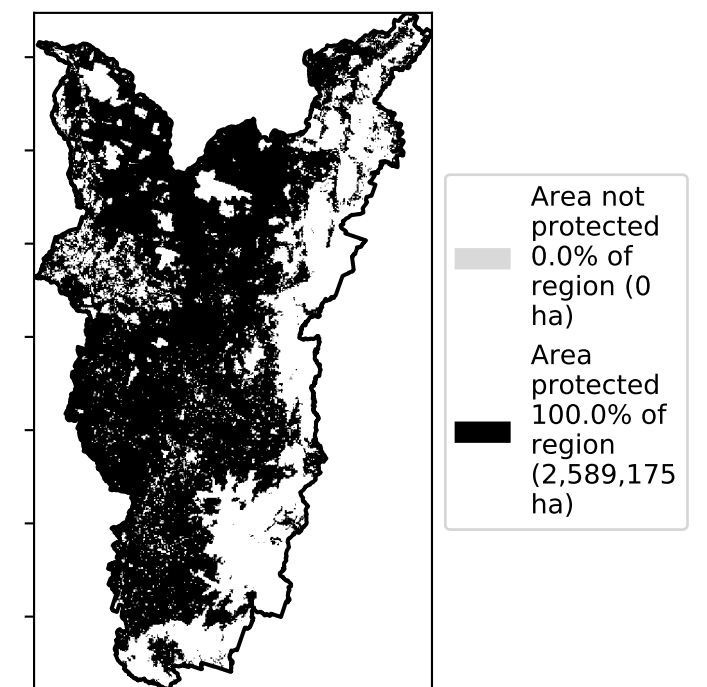 Area not
protected
0.0% of
region (0
ha)
Area
protected
100.0% of
region
(2,589,175
ha)